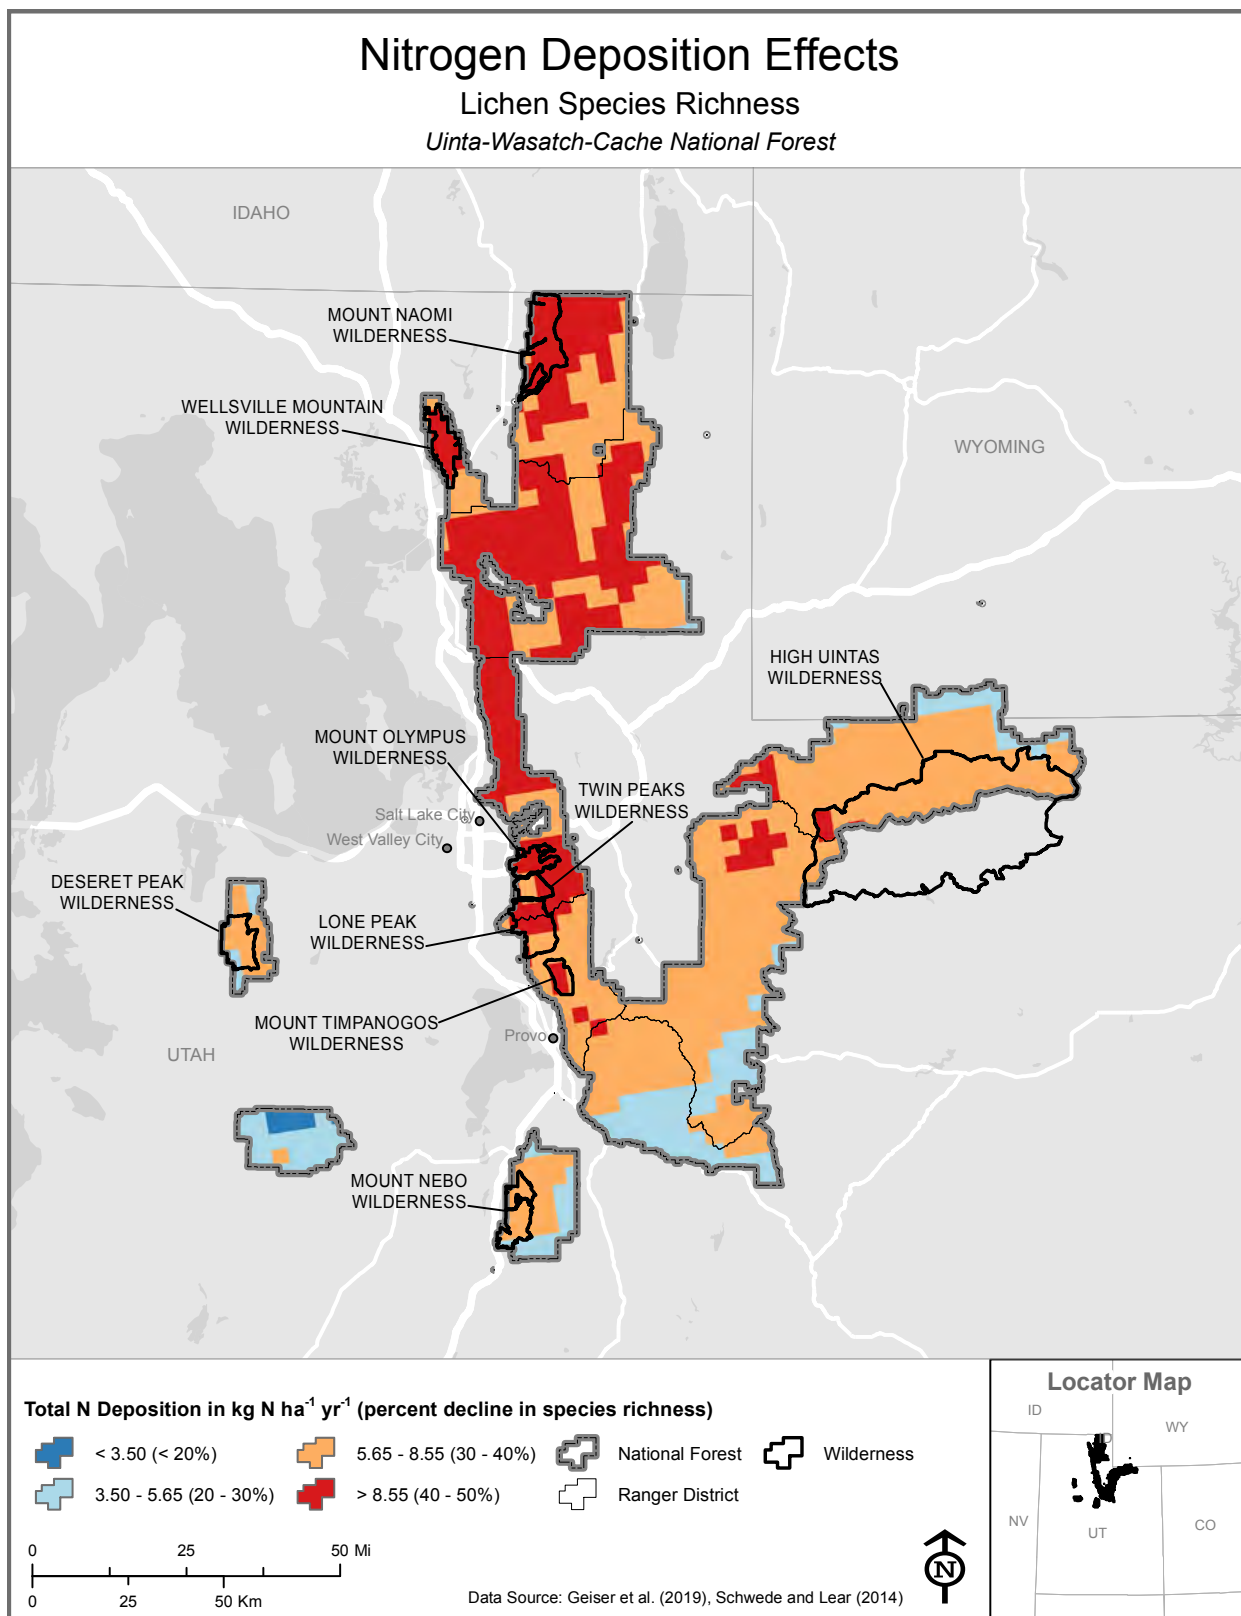 Nitrogen Deposition Effects
Lichen Species Richness
Uinta-Wasatch-Cache National Forest
IDAHO
MOUNT NAOMI
WILDERNESS
WELLSVILLE MOUNTAIN
WILDERNESS
WYOMING
HIGH UINTAS
WILDERNESS
MOUNT OLYMPUS
WILDERNESS
TWIN PEAKS
WILDERNESS
Salt Lake City
West Valley City
DESERET PEAK
WILDERNESS
LONE PEAK
WILDERNESS
MOUNT TIMPANOGOS
WILDERNESS
Provo
UTAH
MOUNT NEBO
WILDERNESS
Total N Deposition in kg N ha⁻¹ yr⁻¹ (percent decline in species richness)
< 3.50 (< 20%)
5.65 - 8.55 (30 - 40%)
National Forest
Wilderness
3.50 - 5.65 (20 - 30%)
> 8.55 (40 - 50%)
Ranger District
0 25 50 Mi
0 25 50 Km
Data Source: Geiser et al. (2019), Schwede and Lear (2014)
N
Locator Map
ID
WY
NV
UT
CO